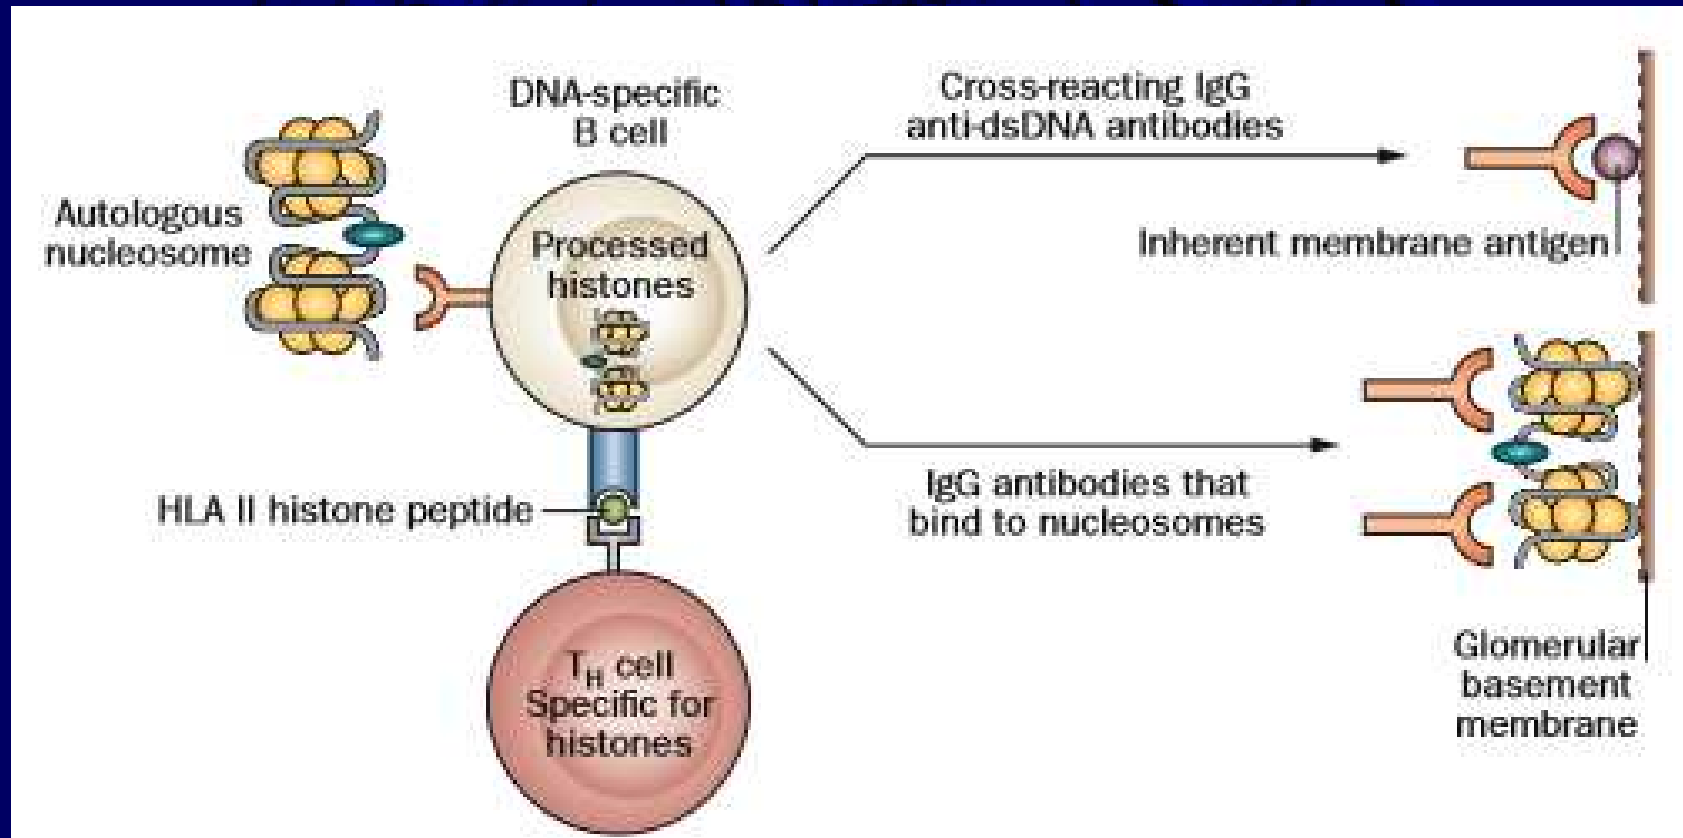 DNA-specific
B cell
Autologous
nucleosome
Processed
histones
HLA II histone peptide
TH cell
Specific for
histones
Cross-reacting IgG
anti-dsDNA antibodies
Inherent membrane antigen
IgG antibodies that
bind to nucleosomes
Glomerular
basement
membrane